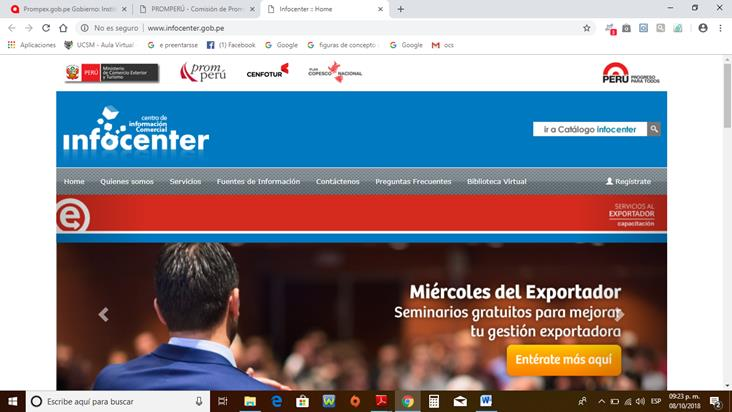 Prompex.gob.pe Gobierno: Instit
PROMPERÚ - Comisión de Prom
Infocenter :: Home
No es seguro | www.infocenter.gob.pe
Aplicaciones
UCSM - Aula Virtual
e preentarsse
(1) Facebook
Google
figuras de concepto
Google
ocs
PERÚ
Ministerio
de Comercio Exterior
y Turismo
prom
perú
CENFOTUR
PLAN
COPESCO NACIONAL
PERÚ
PROGRESO
PARA TODOS
centro de
información
Comercial
infocenter
ir a Catálogo infocenter
Home
Quienes somos
Servicios
Fuentes de Información
Contáctenos
Preguntas Frecuentes
Biblioteca Virtual
Registrate
e
SERVICIOS AL
EXPORTADOR
capacitación
Miércoles del Exportador
Seminarios gratuitos para mejorar
tu gestión exportadora
Entérate más aquí
Escribe aquí para buscar
ESP
09:23 p. m.
08/10/2018